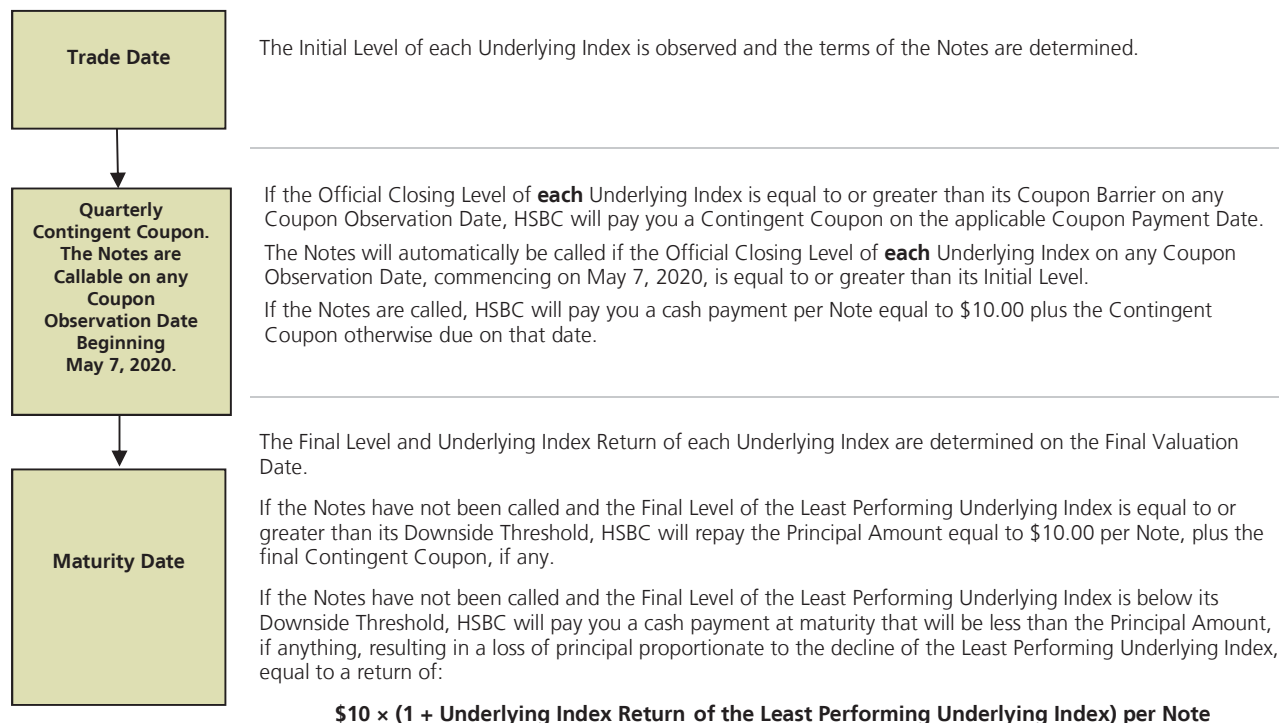 Trade Date
The Initial Level of each Underlying Index is observed and the terms of the Notes are determined.
Quarterly
Contingent Coupon.
The Notes are
Callable on any
Coupon
Observation Date
Beginning
May 7, 2020.
If the Official Closing Level of each Underlying Index is equal to or greater than its Coupon Barrier on any
Coupon Observation Date, HSBC will pay you a Contingent Coupon on the applicable Coupon Payment Date.
The Notes will automatically be called if the Official Closing Level of each Underlying Index on any Coupon
Observation Date, commencing on May 7, 2020, is equal to or greater than its Initial Level.
If the Notes are called, HSBC will pay you a cash payment per Note equal to $10.00 plus the Contingent
Coupon otherwise due on that date.
Maturity Date
The Final Level and Underlying Index Return of each Underlying Index are determined on the Final Valuation
Date.
If the Notes have not been called and the Final Level of the Least Performing Underlying Index is equal to or
greater than its Downside Threshold, HSBC will repay the Principal Amount equal to $10.00 per Note, plus the
final Contingent Coupon, if any.
If the Notes have not been called and the Final Level of the Least Performing Underlying Index is below its
Downside Threshold, HSBC will pay you a cash payment at maturity that will be less than the Principal Amount,
if anything, resulting in a loss of principal proportionate to the decline of the Least Performing Underlying Index,
equal to a return of:
$10 × (1 + Underlying Index Return of the Least Performing Underlying Index) per Note